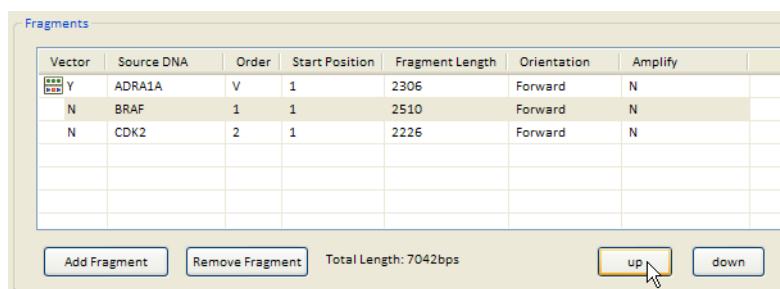 Fragments
Vector Source DNA Order Start Position Fragment Length Orientation Amplify
Y ADRA1A V 1 2306 Forward N
N BRAF 1 1 2510 Forward N
N CDK2 2 1 2226 Forward N
Add Fragment Remove Fragment Total Length: 7042bps up down